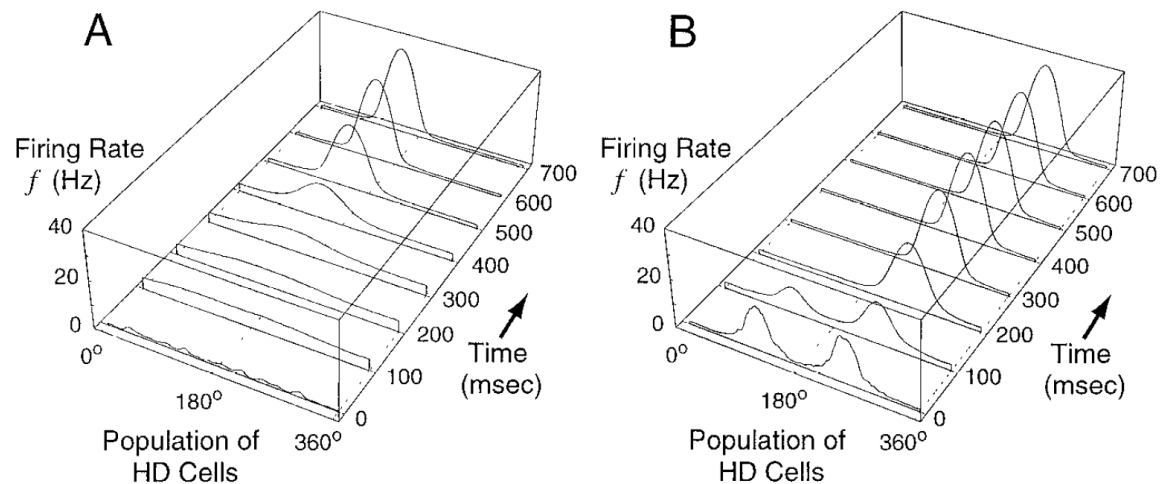 A
Firing Rate
f (Hz)
40
20
0
0°
180°
360°
Population of
HD Cells
0
100
200
300
400
500
600
700
Time
(msec)
B
Firing Rate
f (Hz)
40
20
0
0°
180°
360°
Population of
HD Cells
0
100
200
300
400
500
600
700
Time
(msec)